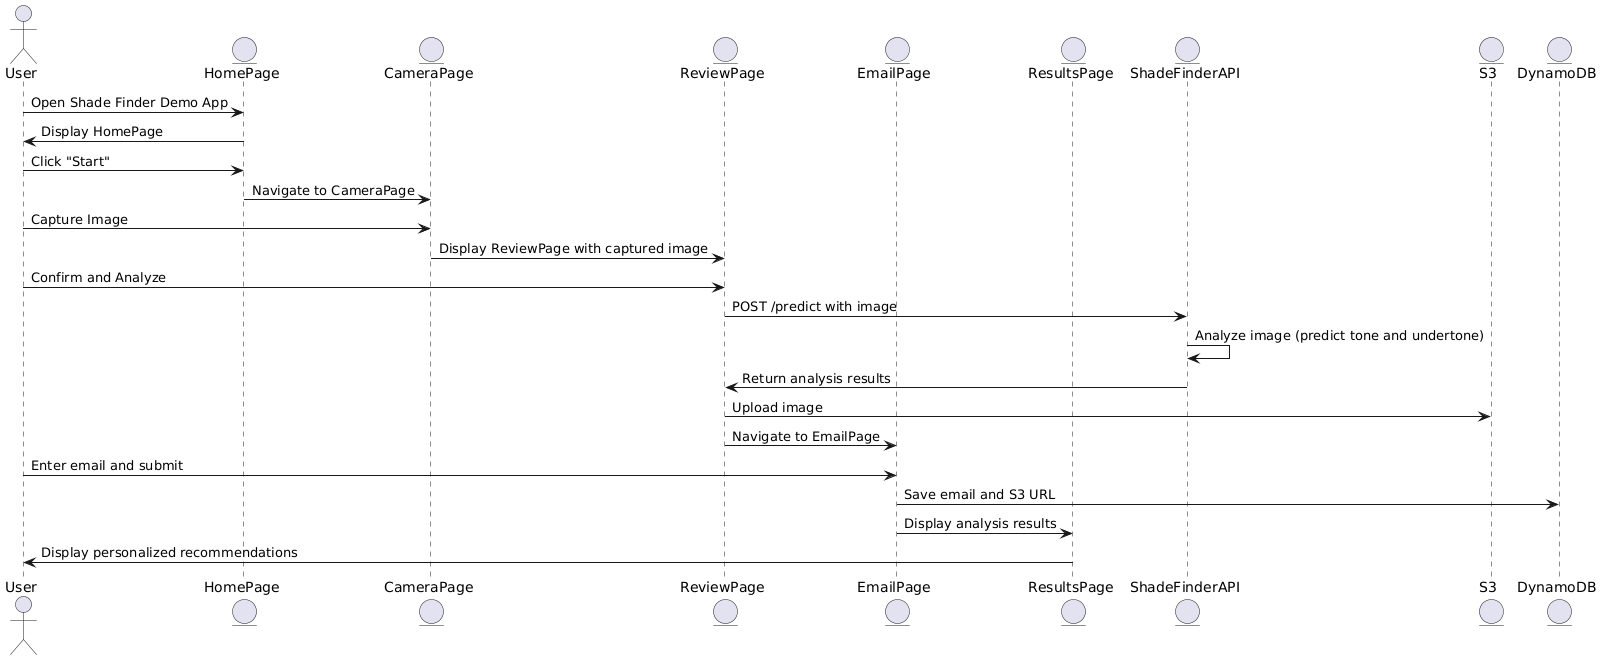 User
HomePage
CameraPage
ReviewPage
EmailPage
ResultsPage
ShadeFinderAPI
S3
DynamoDB
Open Shade Finder Demo App
Display HomePage
Click "Start"
Navigate to CameraPage
Capture Image
Display ReviewPage with captured image
Confirm and Analyze
POST /predict with image
Analyze image (predict tone and undertone)
Return analysis results
Upload image
Navigate to EmailPage
Enter email and submit
Save email and S3 URL
Display analysis results
Display personalized recommendations
User
HomePage
CameraPage
ReviewPage
EmailPage
ResultsPage
ShadeFinderAPI
S3
DynamoDB